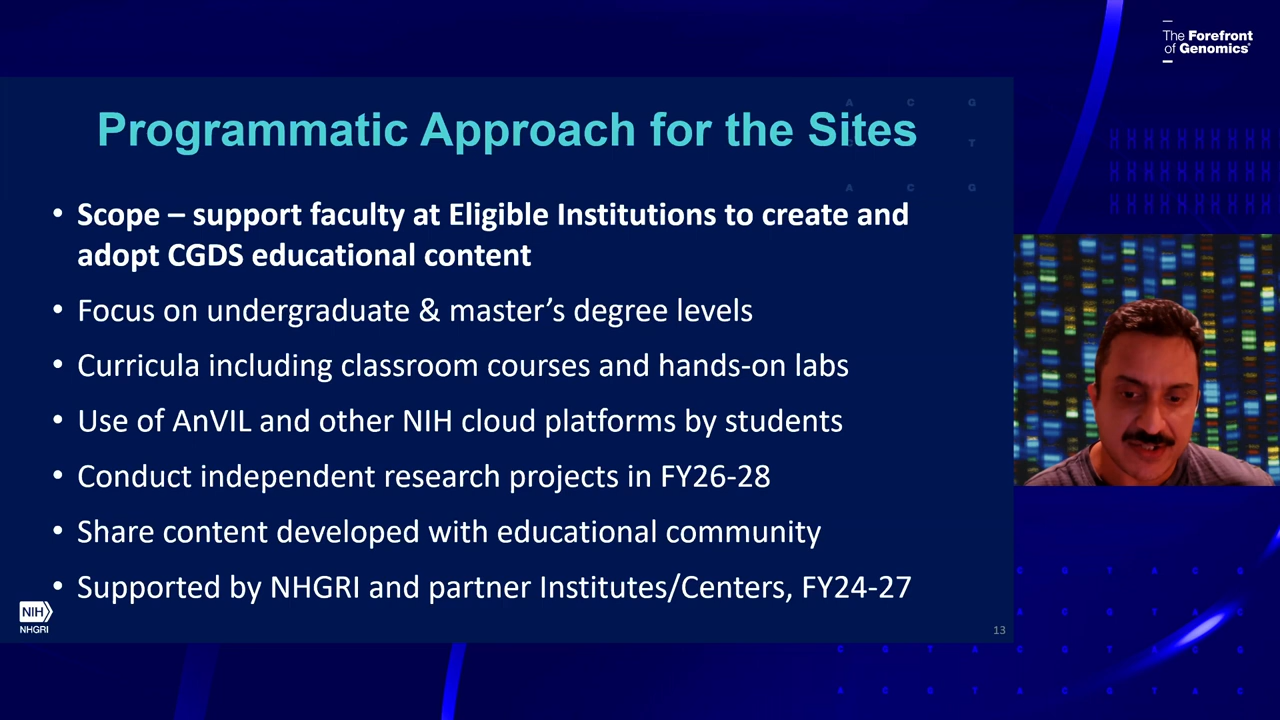 The Forefront
of Genomics®
Programmatic Approach for the Sites
• Scope – support faculty at Eligible Institutions to create and
adopt CGDS educational content
• Focus on undergraduate & master’s degree levels
• Curricula including classroom courses and hands-on labs
• Use of AnVIL and other NIH cloud platforms by students
• Conduct independent research projects in FY26-28
• Share content developed with educational community
• Supported by NHGRI and partner Institutes/Centers, FY24-27
NIH
NHGRI
13